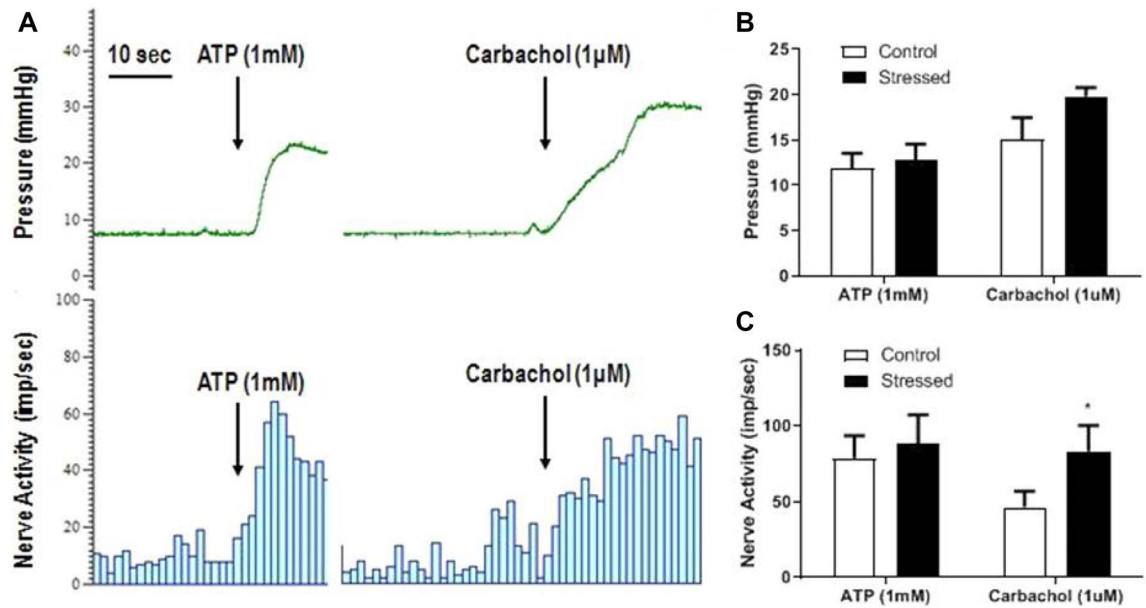 A
40
30
20
10
0
Pressure (mmHg)
10 sec
ATP (1mM)
Carbachol (1µM)
100
80
60
40
20
0
Nerve Activity (imp/sec)
ATP (1mM)
Carbachol (1µM)
B
25
20
15
10
5
0
Pressure (mmHg)
Control
Stressed
ATP (1mM)
Carbachol (1uM)
C
150
100
50
0
Nerve Activity (imp/sec)
Control
Stressed
*
ATP (1mM)
Carbachol (1uM)